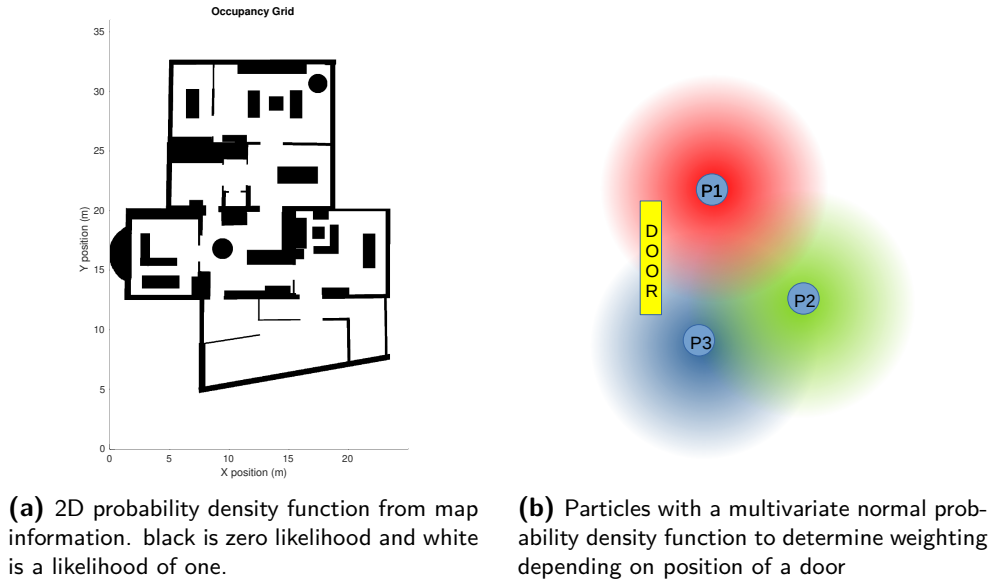 Occupancy Grid
35
30
25
20
15
10
5
0
Y position (m)
0 5 10 15 20
X position (m)
P1
DOOR
P2
P3
(a) 2D probability density function from map
information. black is zero likelihood and white
is a likelihood of one.
(b) Particles with a multivariate normal prob-
ability density function to determine weighting
depending on position of a door